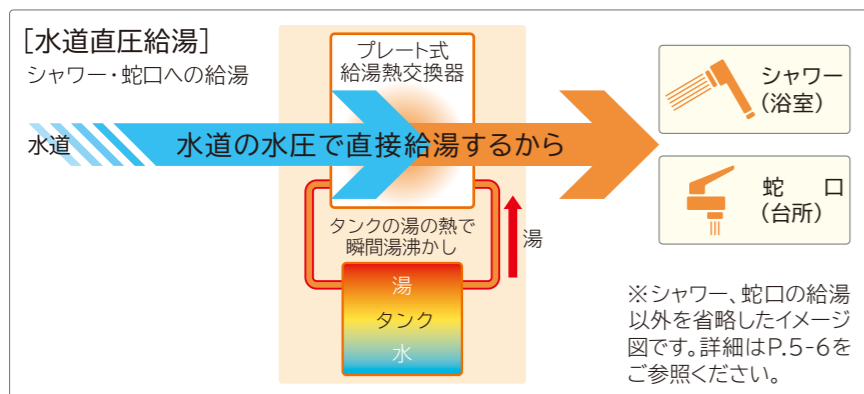 [水道直圧給湯]
シャワー・蛇口への給湯
プレート式
給湯熱交換器
水道
水道の水圧で直接給湯するから
シャワー
(浴室)
蛇口
(台所)
タンクの湯の熱で
瞬間湯沸かし
湯
湯
タンク
水
※シャワー、蛇口の給湯
以外を省略したイメージ
図です。詳細はP.5-6を
ご参照ください。